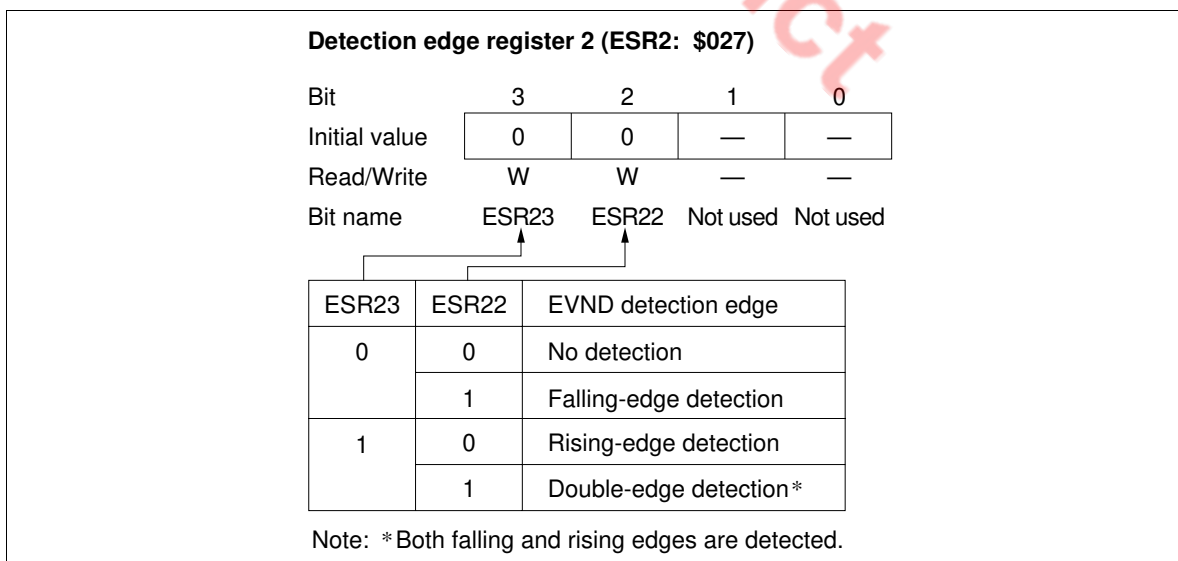 Detection edge register 2 (ESR2: $027)
Bit 3 2 1 0
Initial value 0 0 — —
Read/Write W W — —
Bit name ESR23 ESR22 Not used Not used
ESR23 ESR22 EVND detection edge
0 0 No detection
1 Falling-edge detection
1 0 Rising-edge detection
1 Double-edge detection*
Note: *Both falling and rising edges are detected.